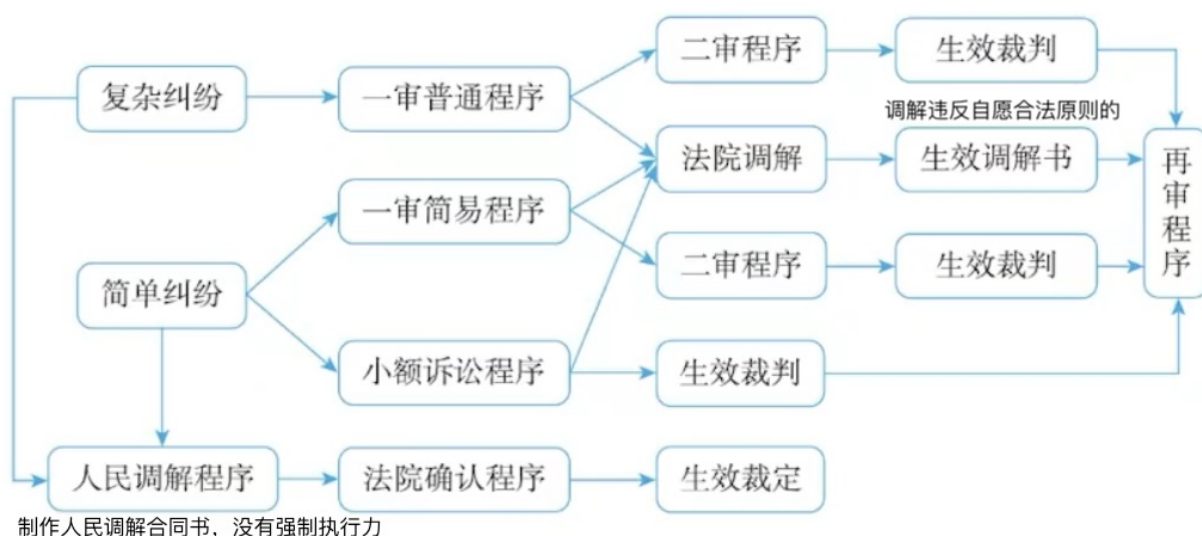 二审程序
生效裁判
复杂纠纷
一审普通程序
调解违反自愿合法原则的
法院调解
生效调解书
再审程序
一审简易程序
二审程序
生效裁判
简单纠纷
小额诉讼程序
生效裁判
人民调解程序
法院确认程序
生效裁定
制作人民调解合同书，没有强制执行力